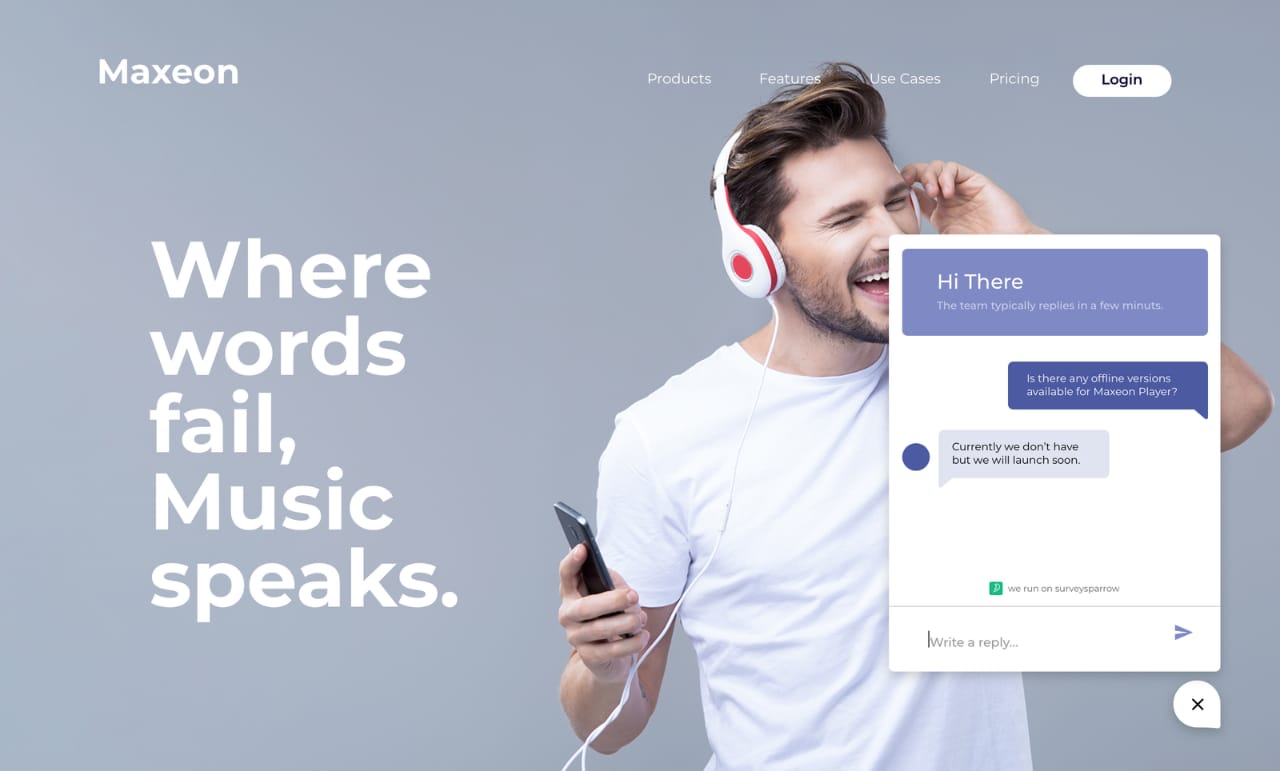 Maxeon
Products Features Use Cases Pricing Login
Where
words
fail,
Music
speaks.
Hi There
The team typically replies in a few minuts.
Is there any offline versions
available for Maxeon Player?
Currently we don't have
but we will launch soon.
we run on surveysparrow
Write a reply...